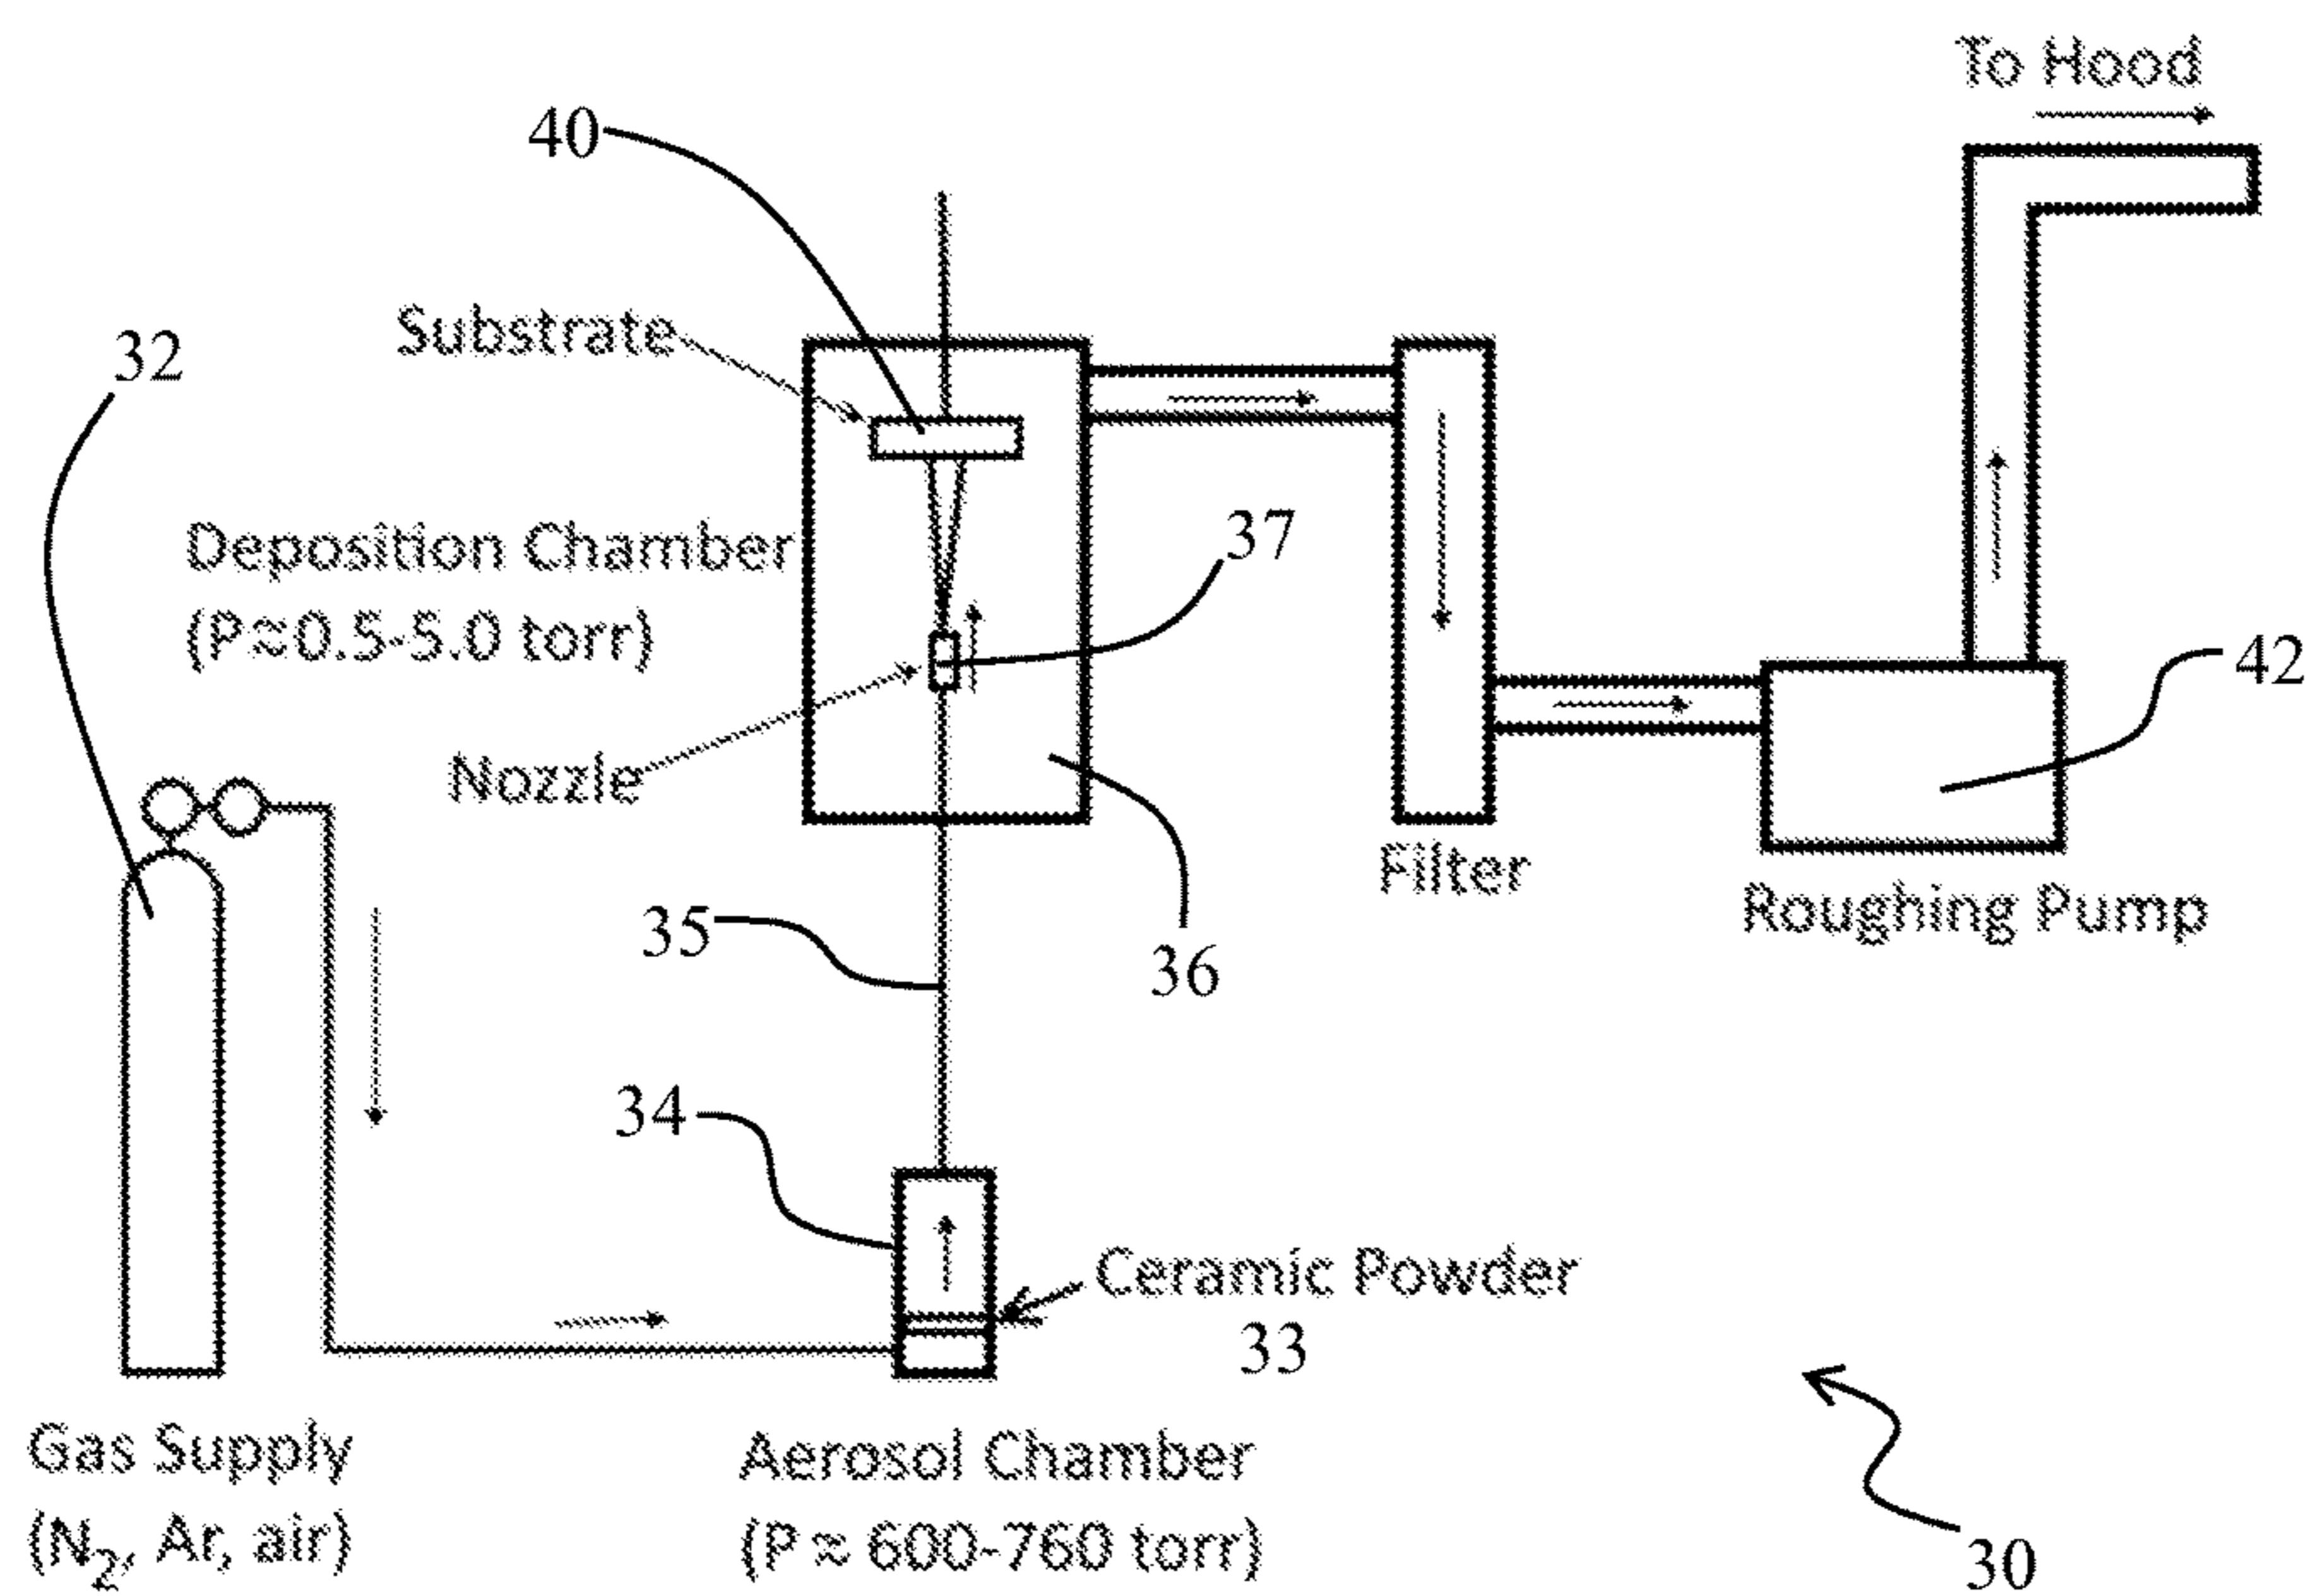 To Hood
40
Substrate
32
Deposition Chamber
(P≈0.5-5.0 torr)
37
42
Nozzle
Filter
Roughing Pump
35
36
34
Ceramic Powder
33
Gas Supply
(N2, Ar, air)
Aerosol Chamber
(P ≈ 600-760 torr)
30